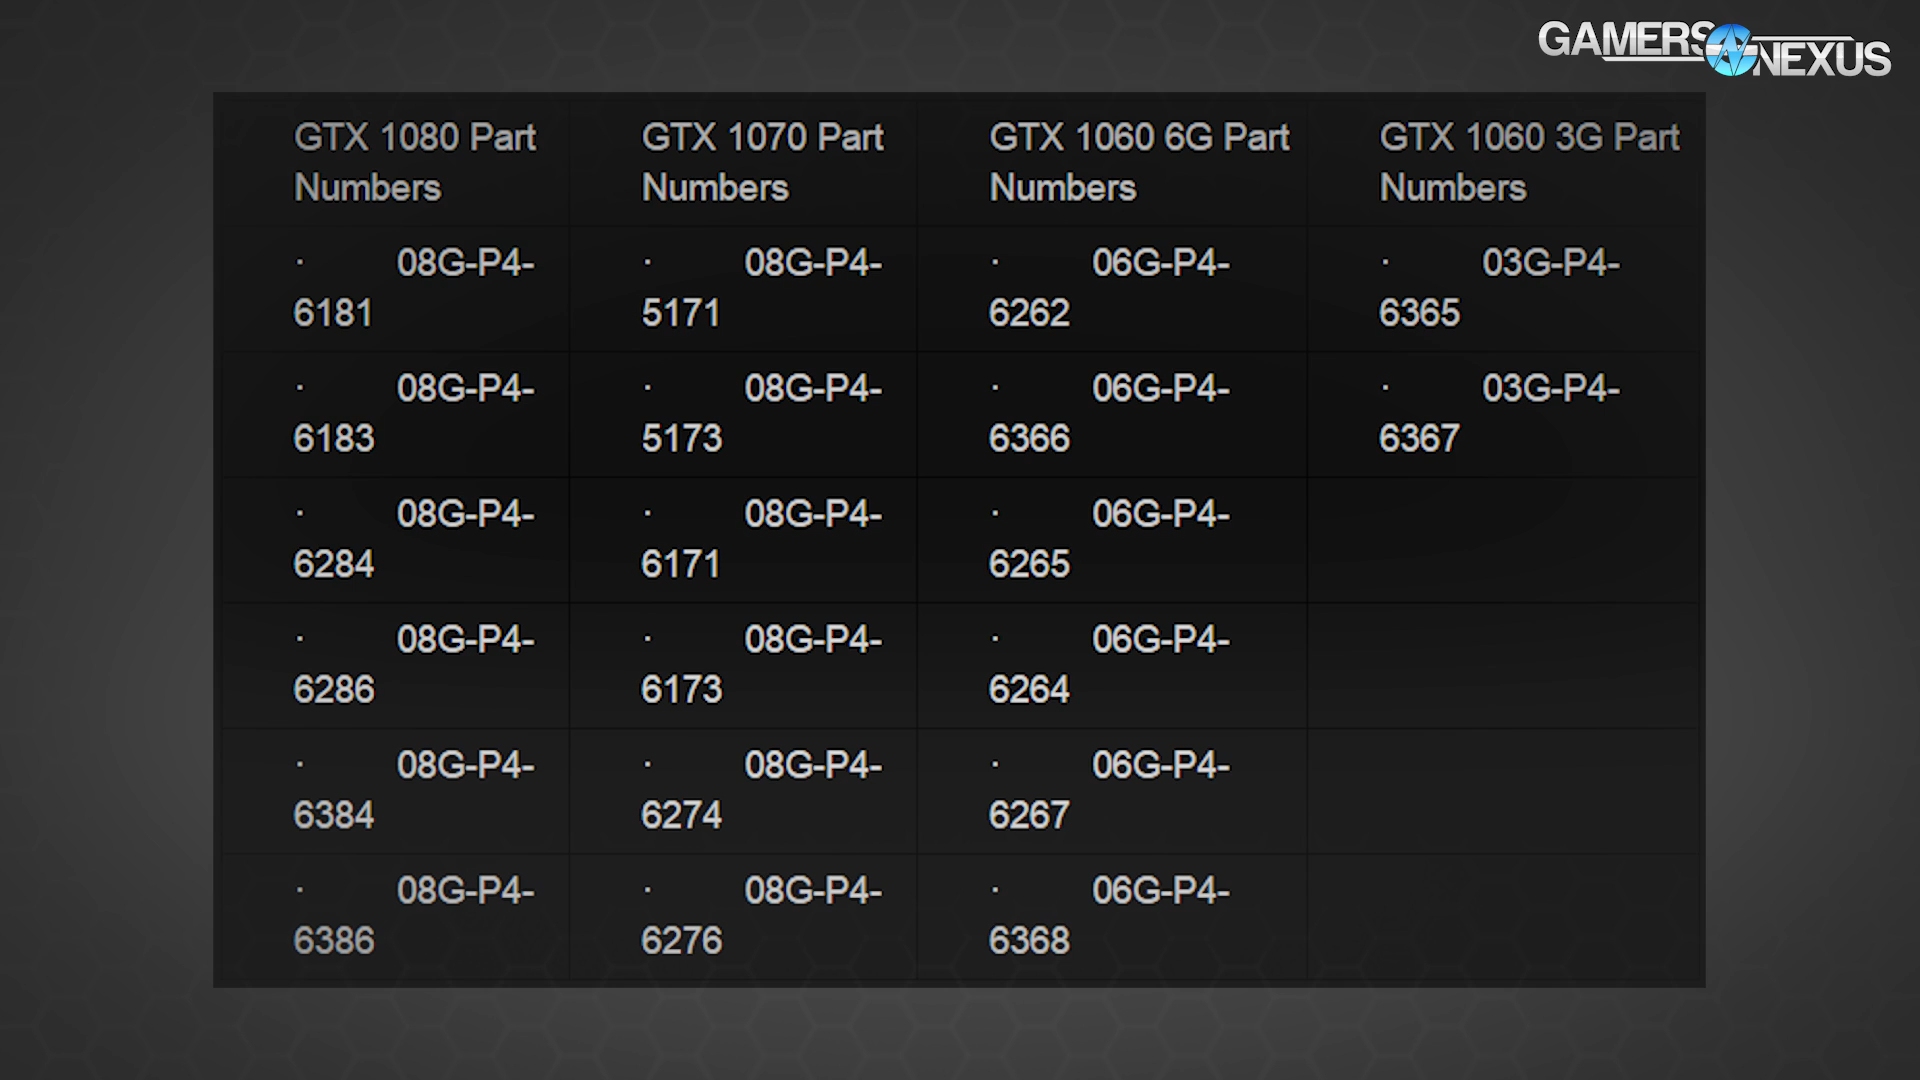 GAMERS NEXUS
GTX 1080 Part Numbers
GTX 1070 Part Numbers
GTX 1060 6G Part Numbers
GTX 1060 3G Part Numbers
· 08G-P4-6181
· 08G-P4-5171
· 06G-P4-6262
· 03G-P4-6365
· 08G-P4-6183
· 08G-P4-5173
· 06G-P4-6366
· 03G-P4-6367
· 08G-P4-6284
· 08G-P4-6171
· 06G-P4-6265
· 08G-P4-6286
· 08G-P4-6173
· 06G-P4-6264
· 08G-P4-6384
· 08G-P4-6274
· 06G-P4-6267
· 08G-P4-6386
· 08G-P4-6276
· 06G-P4-6368